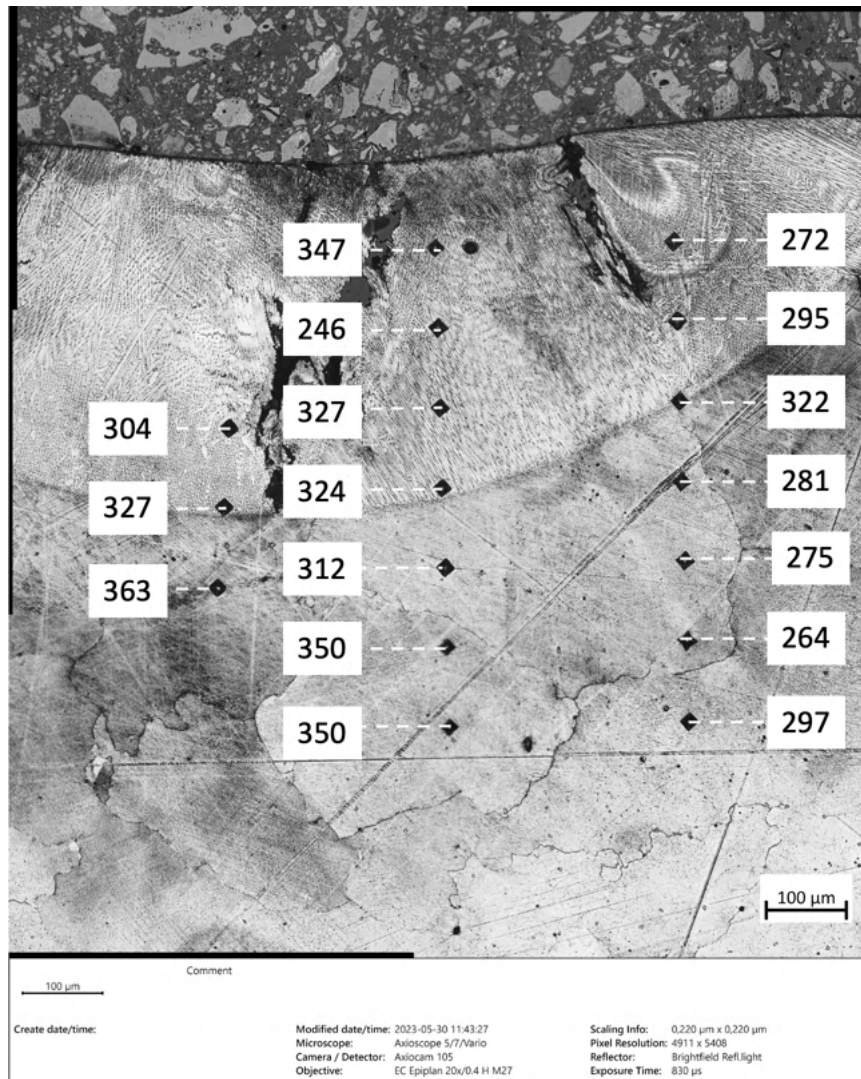 347
272
246
295
304
327
322
327
324
281
363
312
275
350
264
350
297
100 µm
Comment
100 µm
Create date/time:
Modified date/time: 2023-05-30 11:43:27
Microscope: Axioscope 5/7/Vario
Camera / Detector: Axiocam 105
Objective: EC Epiplan 20x/0.4 H M27
Scaling Info: 0,220 µm x 0,220 µm
Pixel Resolution: 4911 x 5408
Reflector: Brightfield Refl.light
Exposure Time: 830 µs